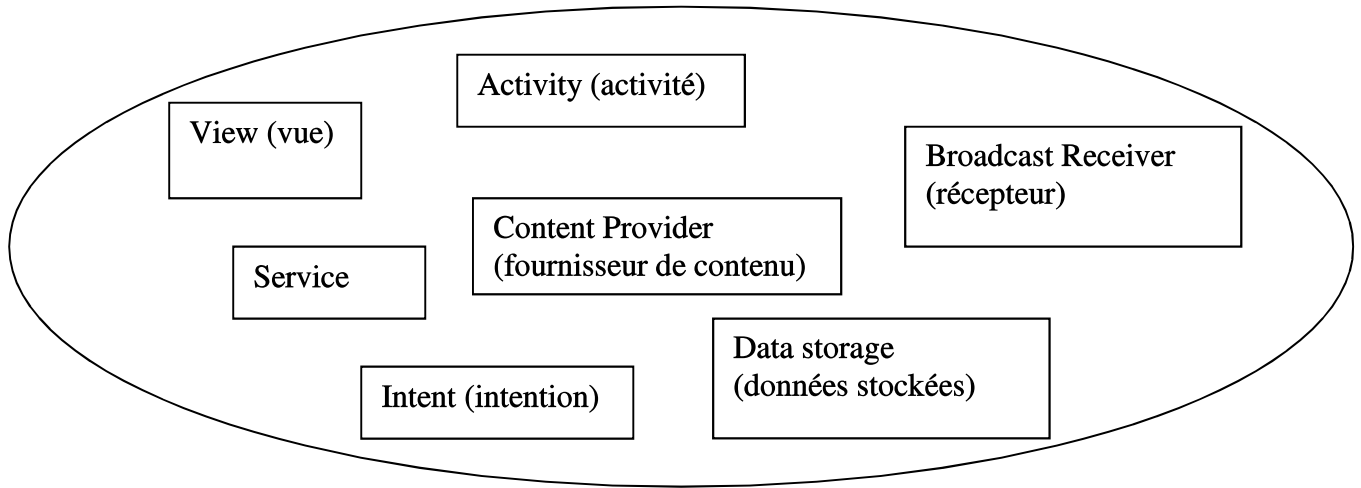 Activity (activité)
View (vue)
Broadcast Receiver
(récepteur)
Content Provider
(fournisseur de contenu)
Service
Data storage
(données stockées)
Intent (intention)